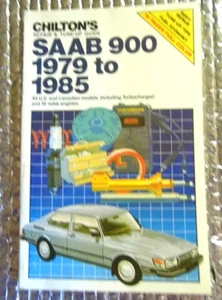 CHILTON'S
REPAIR & TUNE-UP GUIDE
SAAB 900
1979 to
1985
All U.S. and Canadian models, including Turbocharged
and 16 valve engines